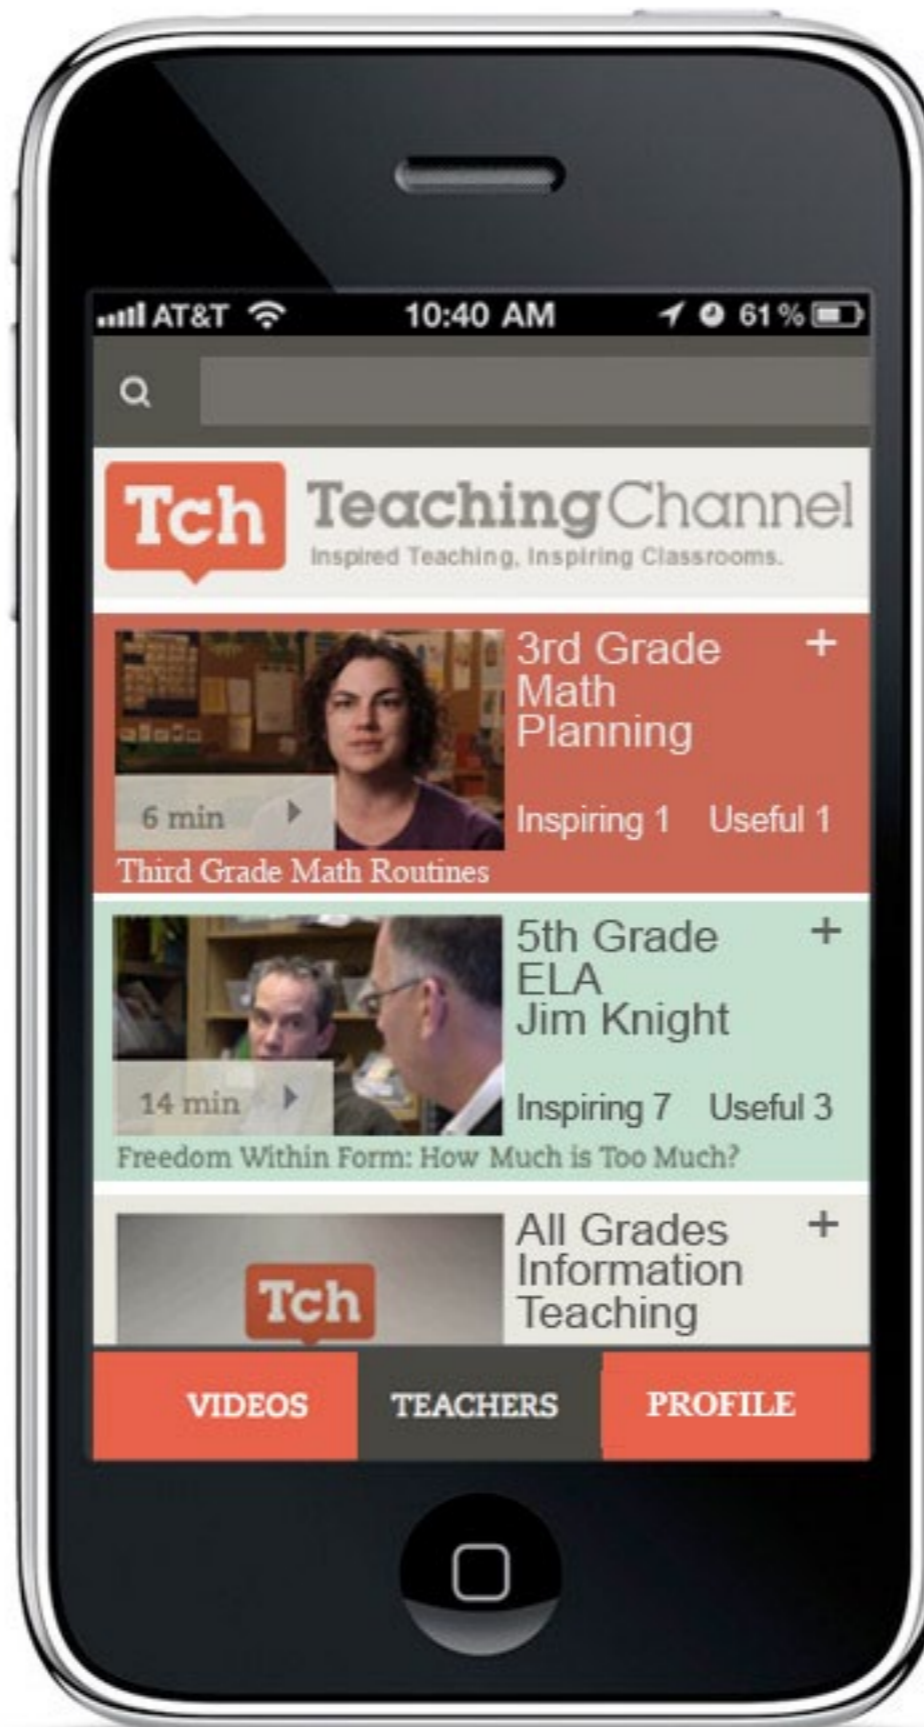 AT&T 10:40 AM 61%
Tch
TeachingChannel
Inspired Teaching, Inspiring Classrooms.
3rd Grade
Math
Planning
6 min
Inspiring 1 Useful 1
Third Grade Math Routines
5th Grade
ELA
Jim Knight
14 min
Inspiring 7 Useful 3
Freedom Within Form: How Much is Too Much?
All Grades
Information
Teaching
Tch
VIDEOS TEACHERS PROFILE